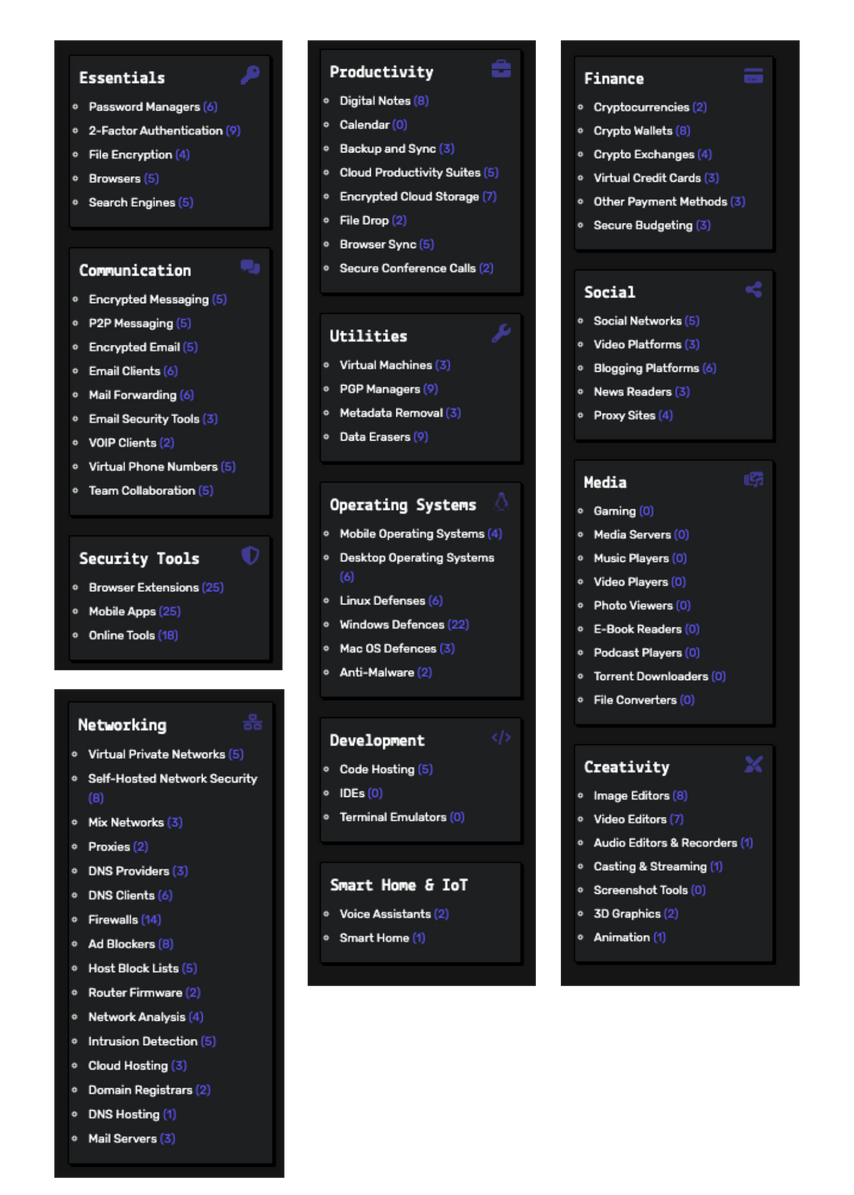 Essentials
Password Managers (6)
2-Factor Authentication (9)
File Encryption (4)
Browsers (5)
Search Engines (5)
Communication
Encrypted Messaging (5)
P2P Messaging (5)
Encrypted Email (5)
Email Clients (6)
Mail Forwarding (6)
Email Security Tools (3)
VOIP Clients (2)
Virtual Phone Numbers (5)
Team Collaboration (5)
Security Tools
Browser Extensions (25)
Mobile Apps (25)
Online Tools (18)
Networking
Virtual Private Networks (5)
Self-Hosted Network Security
(8)
Mix Networks (3)
Proxies (2)
DNS Providers (3)
DNS Clients (6)
Firewalls (14)
Ad Blockers (8)
Host Block Lists (5)
Router Firmware (2)
Network Analysis (4)
Intrusion Detection (5)
Cloud Hosting (3)
Domain Registrars (2)
DNS Hosting (1)
Mail Servers (3)
Productivity
Digital Notes (8)
Calendar (0)
Backup and Sync (3)
Cloud Productivity Suites (5)
Encrypted Cloud Storage (7)
File Drop (2)
Browser Sync (5)
Secure Conference Calls (2)
Utilities
Virtual Machines (3)
PGP Managers (9)
Metadata Removal (3)
Data Erasers (9)
Operating Systems
Mobile Operating Systems (4)
Desktop Operating Systems
(6)
Linux Defenses (6)
Windows Defences (22)
Mac OS Defences (3)
Anti-Malware (2)
Development
Code Hosting (5)
IDEs (0)
Terminal Emulators (0)
Smart Home & IoT
Voice Assistants (2)
Smart Home (1)
Finance
Cryptocurrencies (2)
Crypto Wallets (8)
Crypto Exchanges (4)
Virtual Credit Cards (3)
Other Payment Methods (3)
Secure Budgeting (3)
Social
Social Networks (5)
Video Platforms (3)
Blogging Platforms (6)
News Readers (3)
Proxy Sites (4)
Media
Gaming (0)
Media Servers (0)
Music Players (0)
Video Players (0)
Photo Viewers (0)
E-Book Readers (0)
Podcast Players (0)
Torrent Downloaders (0)
File Converters (0)
Creativity
Image Editors (8)
Video Editors (7)
Audio Editors & Recorders (1)
Casting & Streaming (1)
Screenshot Tools (0)
3D Graphics (2)
Animation (1)